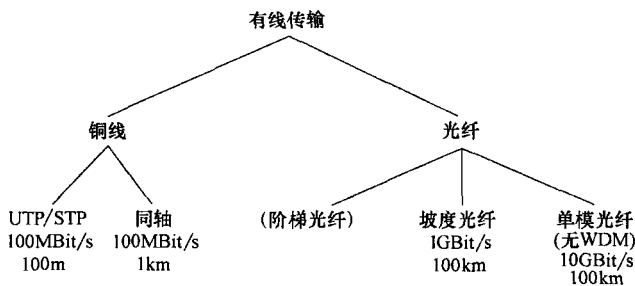 有线传输
铜线
光纤
UTP/STP
100MBit/s
100m
同轴
100MBit/s
1km
(阶梯光纤)
坡度光纤
1GBit/s
100km
单模光纤
(无WDM)
10GBit/s
100km